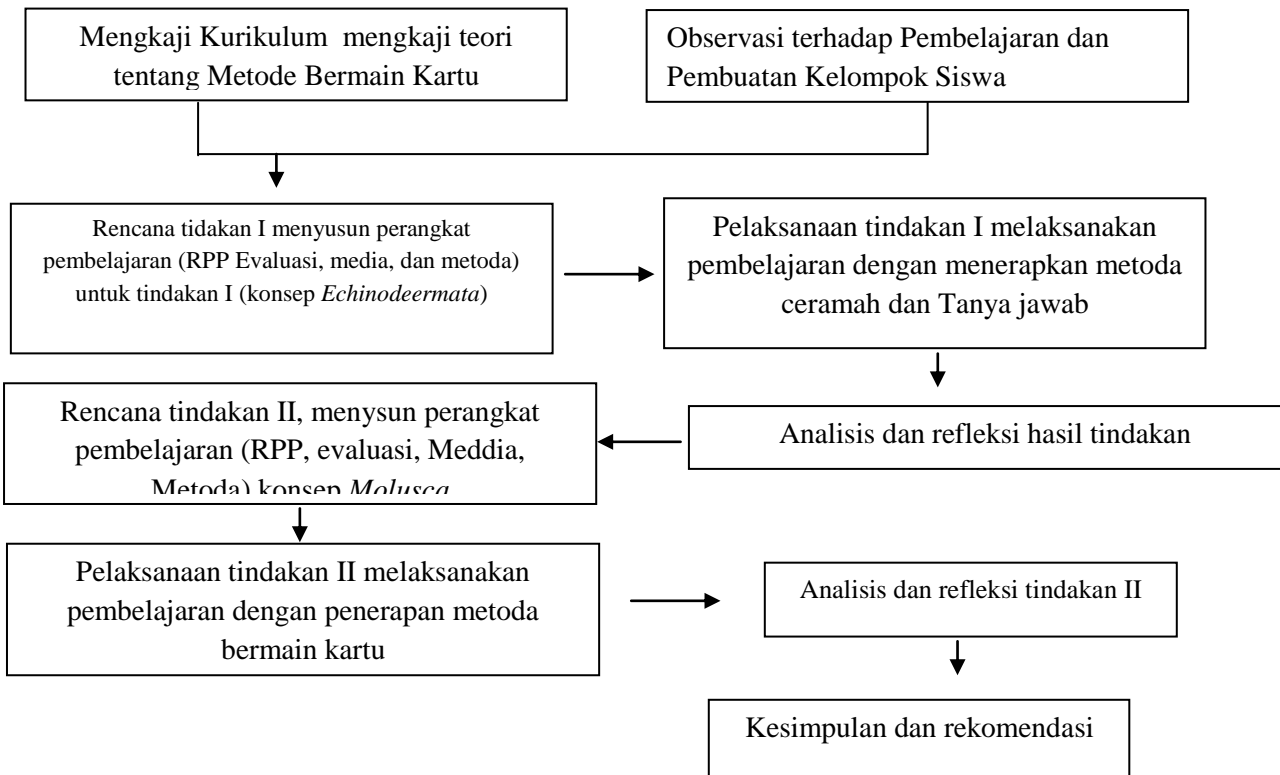 Mengkaji Kurikulum mengkaji teori
tentang Metode Bermain Kartu
Observasi terhadap Pembelajaran dan
Pembuatan Kelompok Siswa
Rencana tidakan I menyusun perangkat
pembelajaran (RPP Evaluasi, media, dan metoda)
untuk tindakan I (konsep Echinodeermata)
Pelaksanaan tindakan I melaksanakan
pembelajaran dengan menerapkan metoda
ceramah dan Tanya jawab
Rencana tindakan II, menysun perangkat
pembelajaran (RPP, evaluasi, Meddia,
Metoda) konsep Molusca
Analisis dan refleksi hasil tindakan
Pelaksanaan tindakan II melaksanakan
pembelajaran dengan penerapan metoda
bermain kartu
Analisis dan refleksi tindakan II
Kesimpulan dan rekomendasi